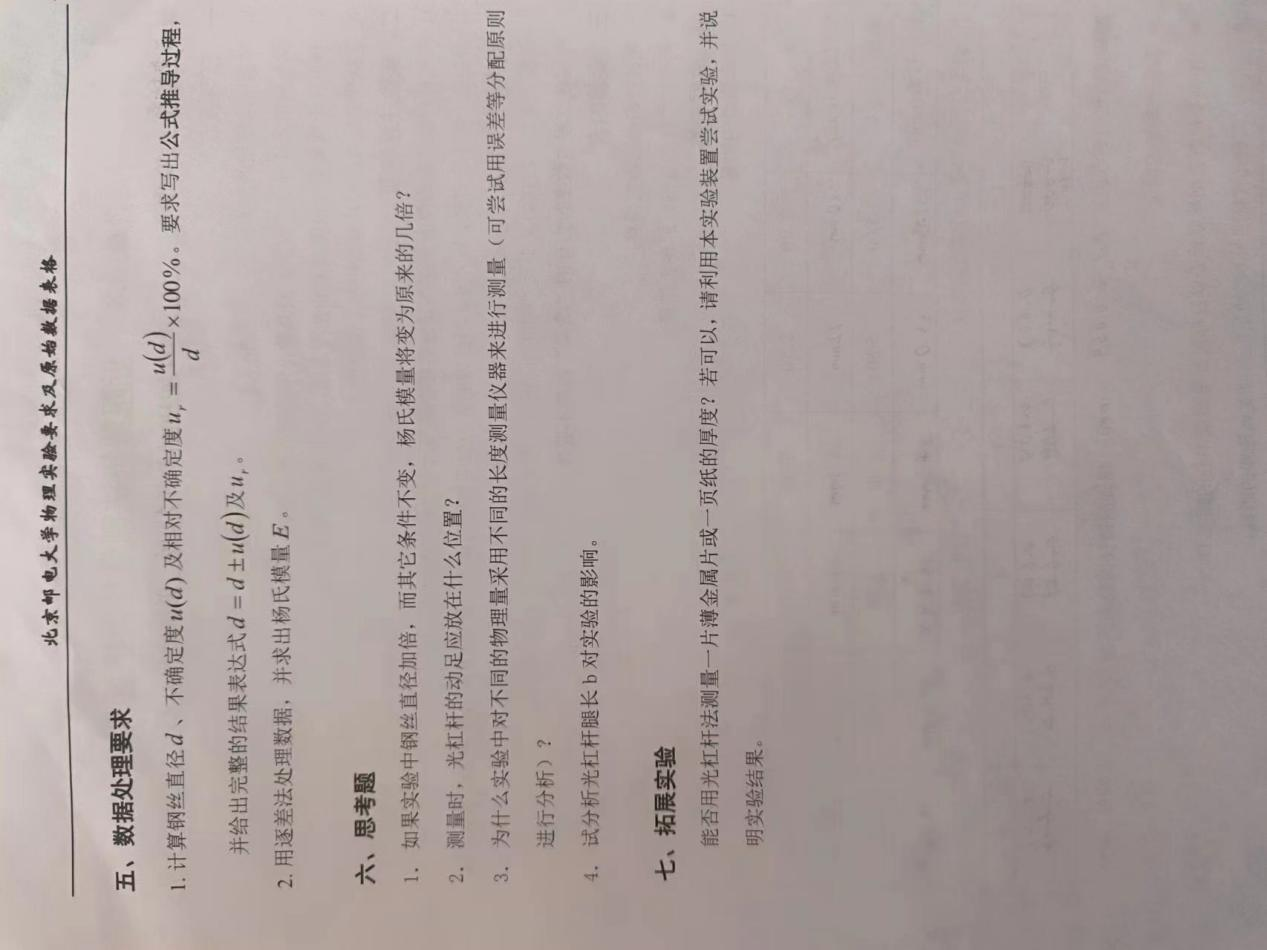 北京邮电大学物理实验要求及原始数据表格
五、数据处理要求
1. 计算钢丝直径 d 、不确定度 u(d) 及相对不确定度 u_r = u(d)/d ×100% 。要求写出公式推导过程，
并给出完整的结果表达式 d = d ± u(d) 及 u_r 。
2. 用逐差法处理数据，并求出杨氏模量 E 。
六、思考题
1. 如果实验中钢丝直径加倍，而其它条件不变，杨氏模量将变为原来的几倍？
2. 测量时，光杠杆的动足应放在什么位置？
3. 为什么实验中对不同的物理量采用不同的长度测量仪器来进行测量（可尝试用误差等分配原则
进行分析）？
4. 试分析光杠杆腿长 b 对实验的影响。
七、拓展实验
能否用光杠杆法测量一片薄金属片或一页纸的厚度？若可以，请利用本实验装置尝试实验，并说
明实验结果。